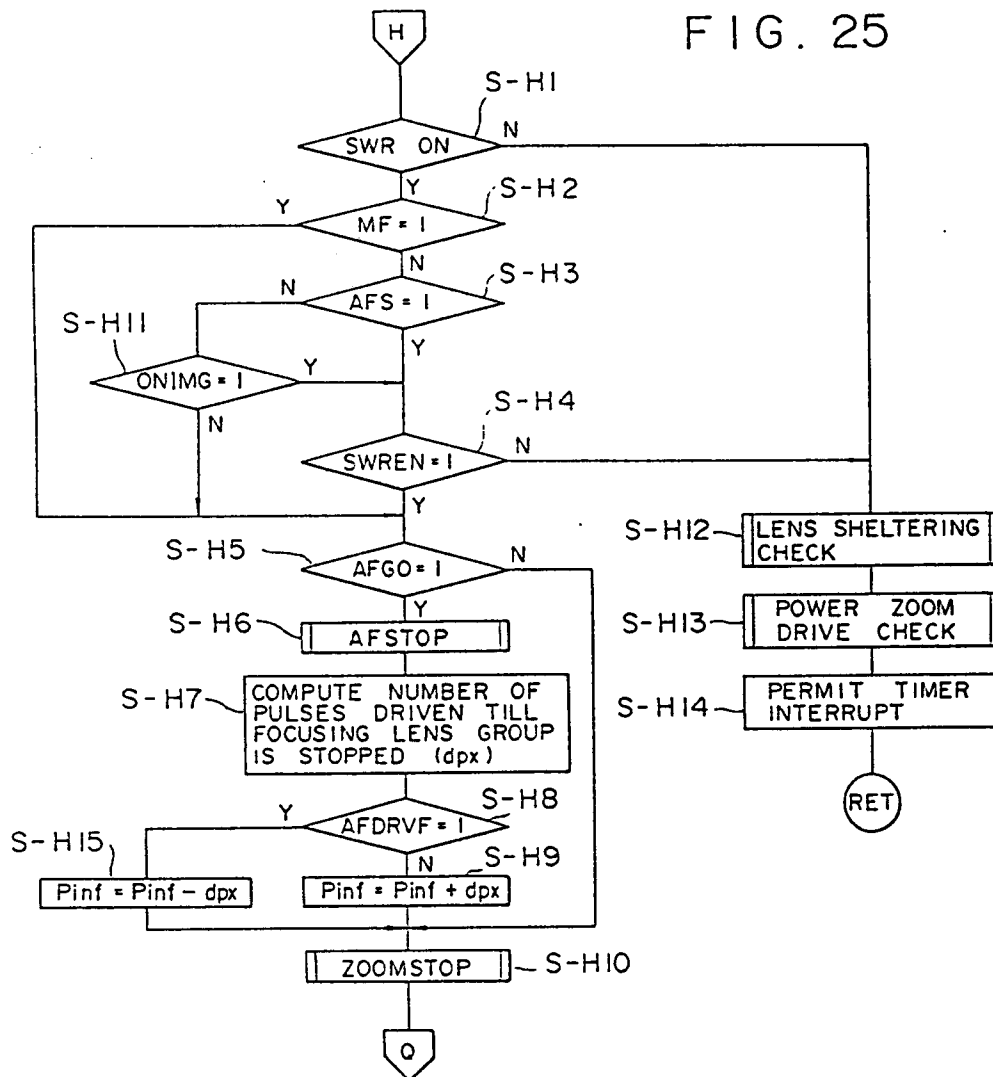 FIG. 25
H
S-H1
SWR ON
N
Y
S-H2
Y
MF = 1
N
S-H3
N
AFS = 1
Y
S-H11
ONIMG = 1
Y
N
S-H4
SWREN = 1
N
Y
S-H12
LENS SHELTERING
CHECK
S-H5
AFGO = 1
N
Y
S-H6
AFSTOP
S-H13
POWER ZOOM
DRIVE CHECK
S-H7
COMPUTE NUMBER OF
PULSES DRIVEN TILL
FOCUSING LENS GROUP
IS STOPPED (dpx)
S-H14
PERMIT TIMER
INTERRUPT
RET
S-H8
Y
AFDRVF = 1
N
S-H15
Pinf = Pinf - dpx
S-H9
Pinf = Pinf + dpx
ZOOMSTOP
S-H10
Q